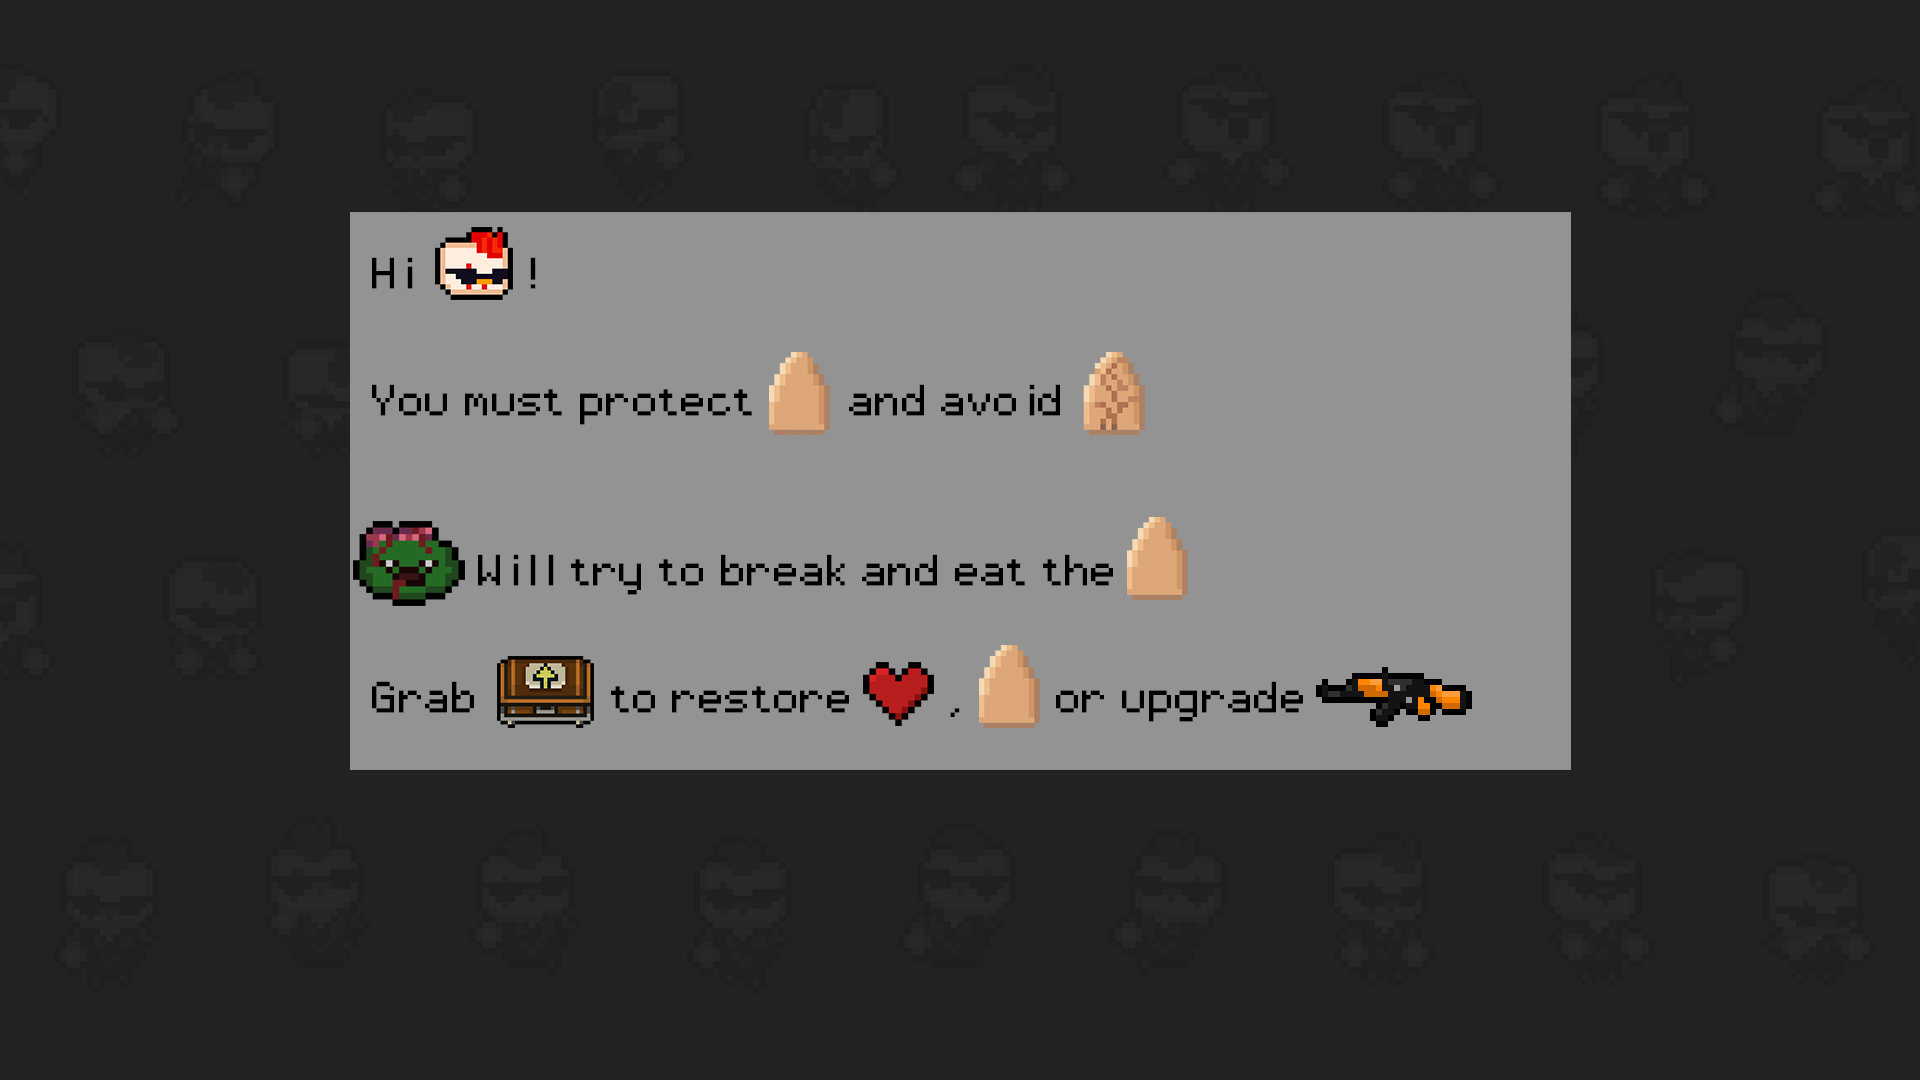 Hi !
You must protect and avoid
Will try to break and eat the
Grab to restore , or upgrade